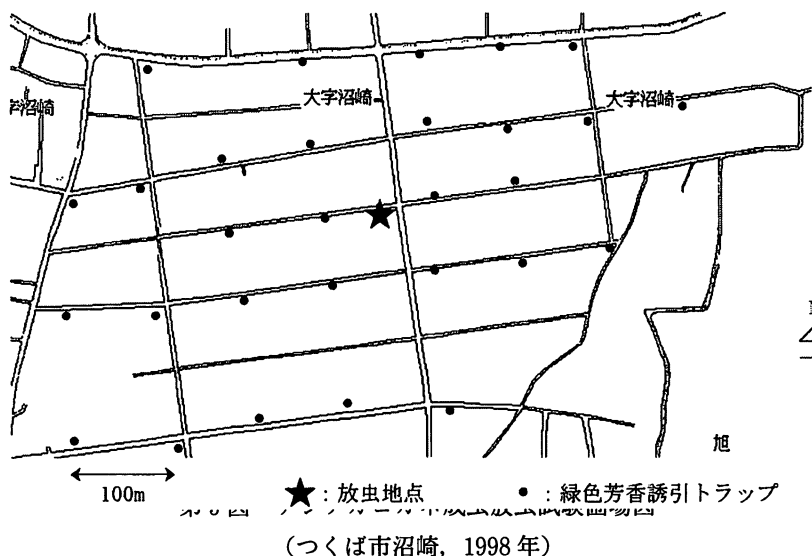 大字沼崎
大字沼崎
字沼崎
旭
100m
★：放虫地点
●：緑色芳香誘引トラップ
（つくば市沼崎，1998年）